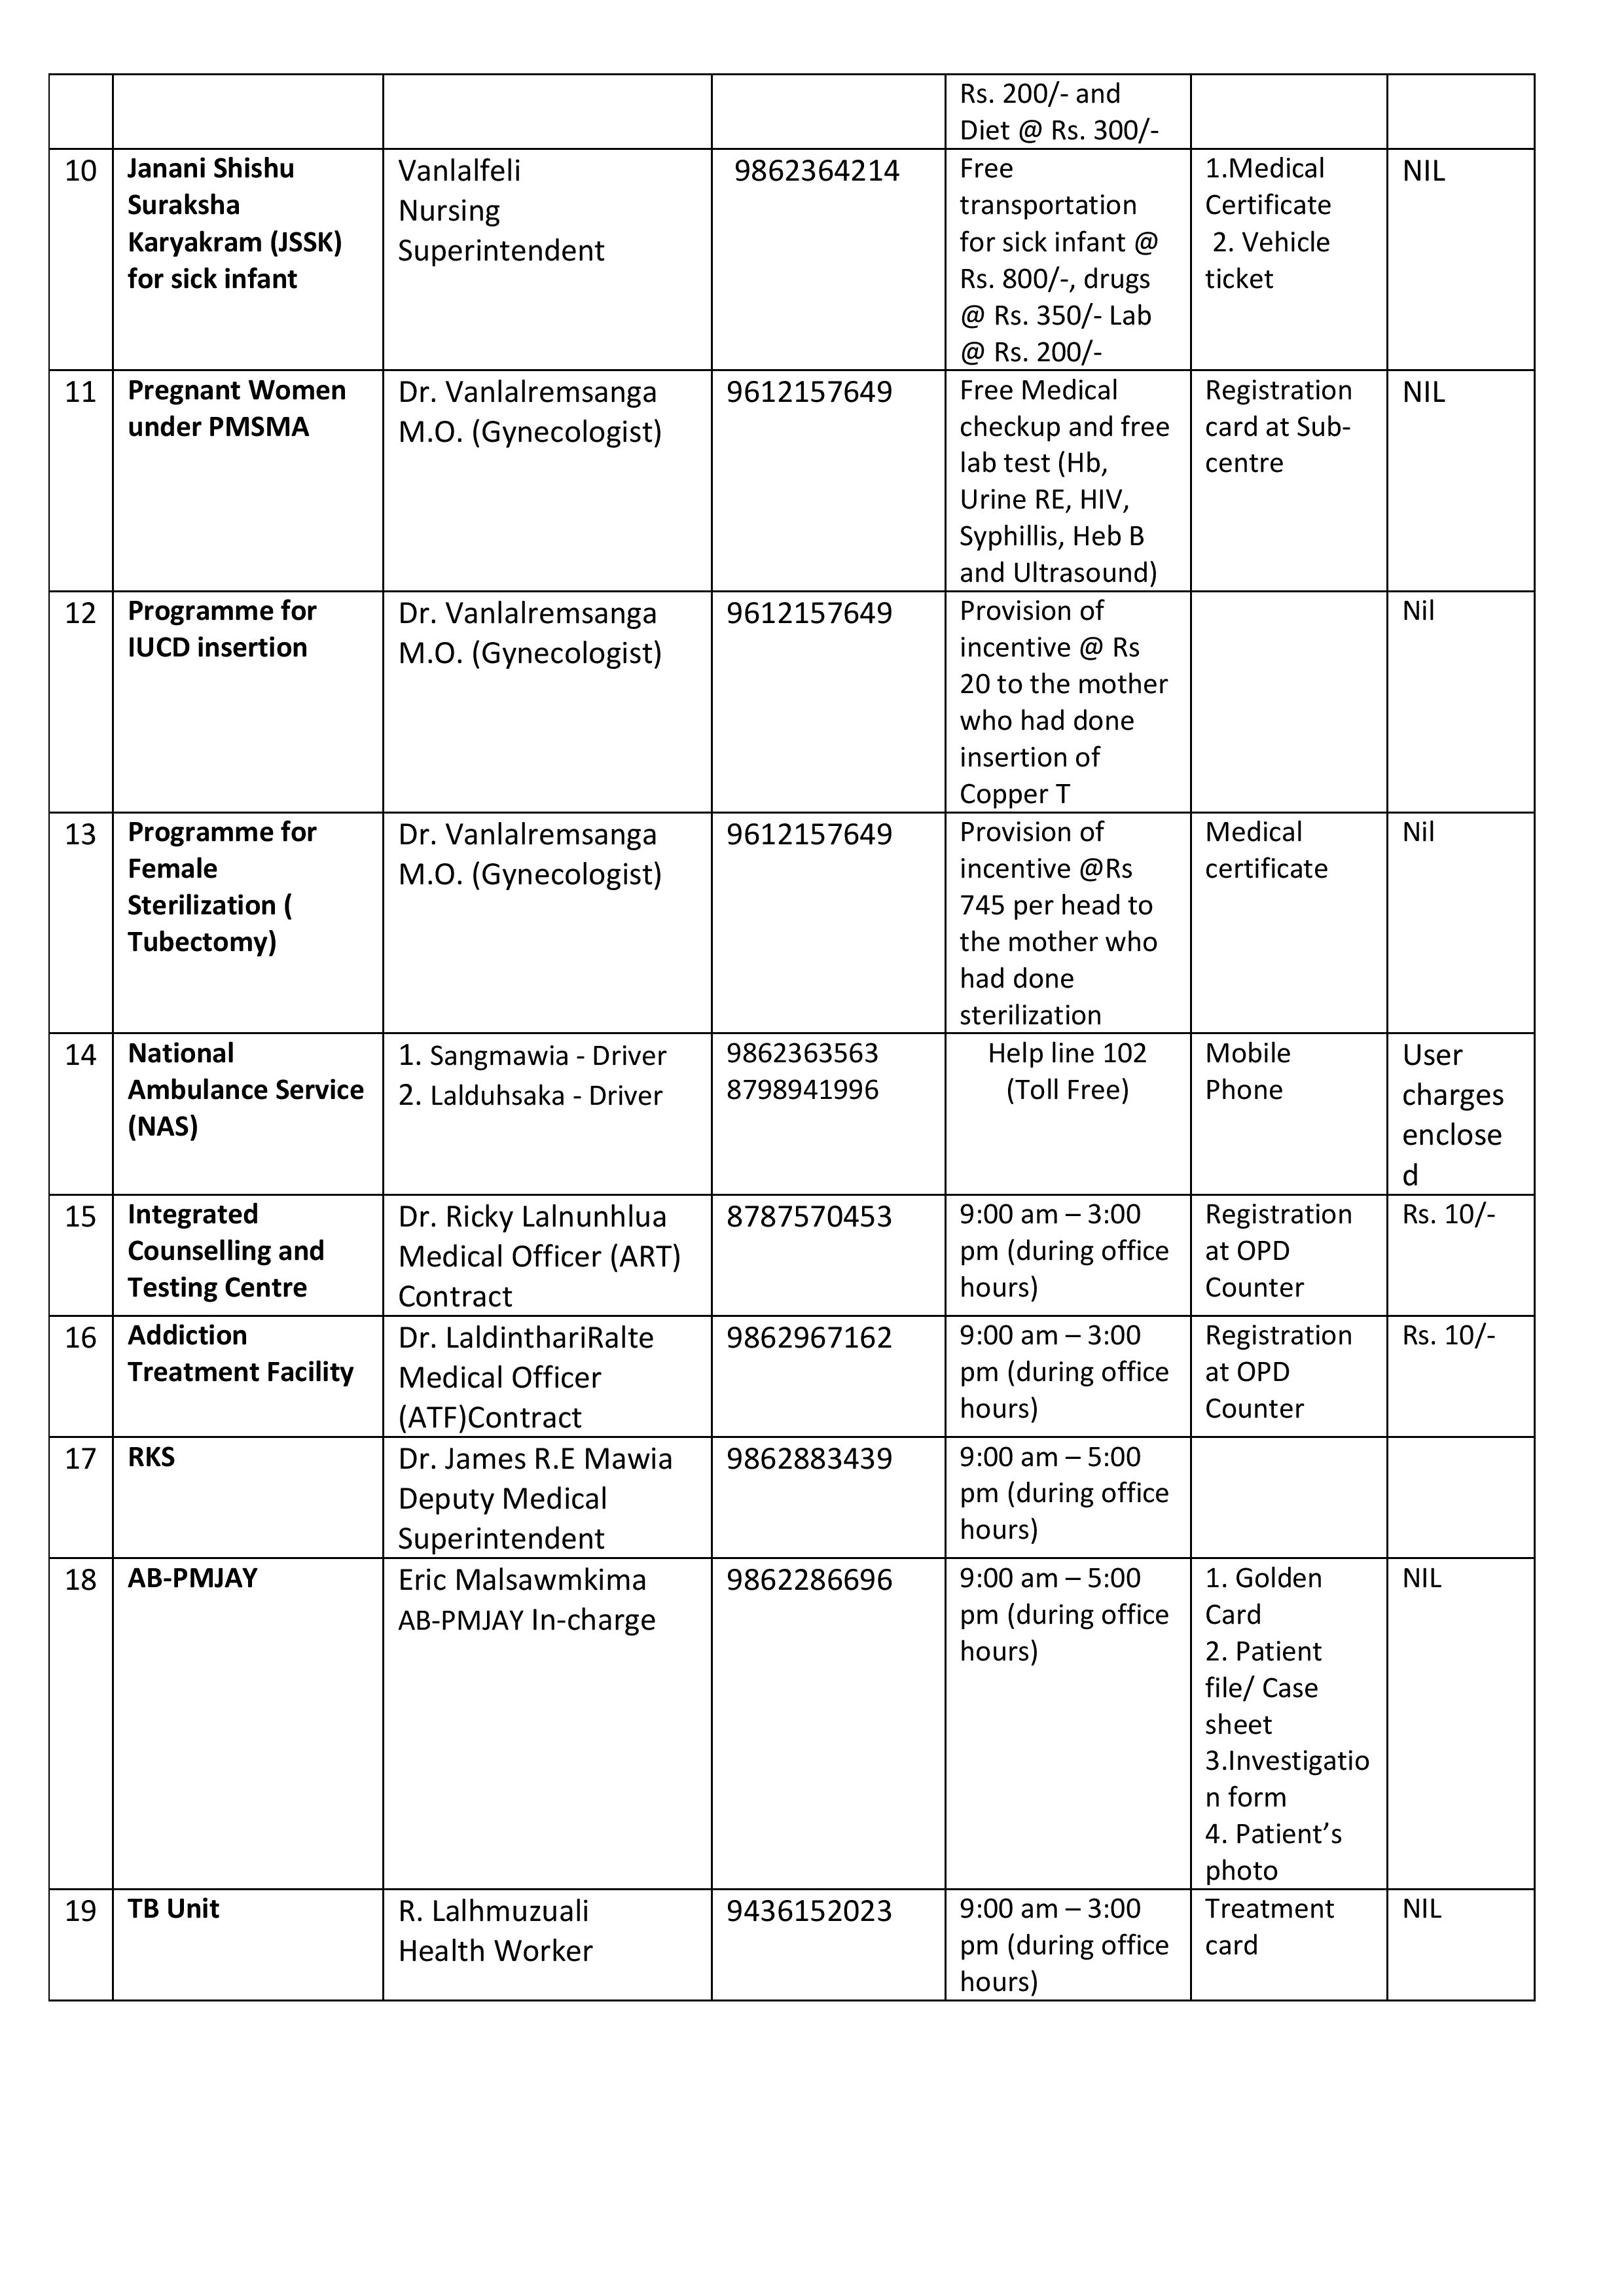 Rs. 200/- and
Diet @ Rs. 300/-
10
Janani Shishu
Suraksha
Karyakram (JSSK)
for sick infant
Vanlalfeli
Nursing
Superintendent
9862364214
Free
transportation
for sick infant @
Rs. 800/-, drugs
@ Rs. 350/- Lab
@ Rs. 200/-
1.Medical
Certificate
2. Vehicle
ticket
NIL
11
Pregnant Women
under PMSMA
Dr. Vanlalremsanga
M.O. (Gynecologist)
9612157649
Free Medical
checkup and free
lab test (Hb,
Urine RE, HIV,
Syphillis, Heb B
and Ultrasound)
Registration
card at Sub-
centre
NIL
12
Programme for
IUCD insertion
Dr. Vanlalremsanga
M.O. (Gynecologist)
9612157649
Provision of
incentive @ Rs
20 to the mother
who had done
insertion of
Copper T
Nil
13
Programme for
Female
Sterilization (
Tubectomy)
Dr. Vanlalremsanga
M.O. (Gynecologist)
9612157649
Provision of
incentive @Rs
745 per head to
the mother who
had done
sterilization
Medical
certificate
Nil
14
National
Ambulance Service
(NAS)
1. Sangmawia - Driver
2. Lalduhsaka - Driver
9862363563
8798941996
Help line 102
(Toll Free)
Mobile
Phone
User
charges
enclose
d
15
Integrated
Counselling and
Testing Centre
Dr. Ricky Lalnunhlua
Medical Officer (ART)
Contract
8787570453
9:00 am – 3:00
pm (during office
hours)
Registration
at OPD
Counter
Rs. 10/-
16
Addiction
Treatment Facility
Dr. LaldinthariRalte
Medical Officer
(ATF)Contract
9862967162
9:00 am – 3:00
pm (during office
hours)
Registration
at OPD
Counter
Rs. 10/-
17
RKS
Dr. James R.E Mawia
Deputy Medical
Superintendent
9862883439
9:00 am – 5:00
pm (during office
hours)
18
AB-PMJAY
Eric Malsawmkima
AB-PMJAY In-charge
9862286696
9:00 am – 5:00
pm (during office
hours)
1. Golden
Card
2. Patient
file/ Case
sheet
3.Investigatio
n form
4. Patient’s
photo
NIL
19
TB Unit
R. Lalhmuzuali
Health Worker
9436152023
9:00 am – 3:00
pm (during office
hours)
Treatment
card
NIL